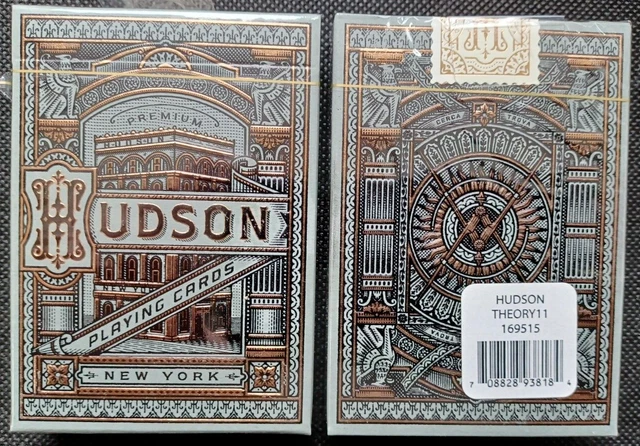 PREMIUM
HUDSON
PLAYING CARDS
NEW YORK
CERCA TROVA
HUDSON
THEORY11
169515
7 08828 93818 4